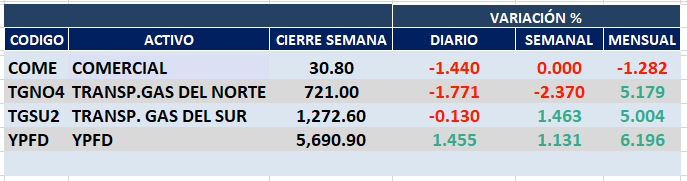 VARIACIÓN %
CODIGO ACTIVO CIERRE SEMANA DIARIO SEMANAL MENSUAL
COME COMERCIAL 30.80 -1.440 0.000 -1.282
TGNO4 TRANSP.GAS DEL NORTE 721.00 -1.771 -2.370 5.179
TGSU2 TRANSP. GAS DEL SUR 1,272.60 -0.130 1.463 5.004
YPFD YPFD 5,690.90 1.455 1.131 6.196